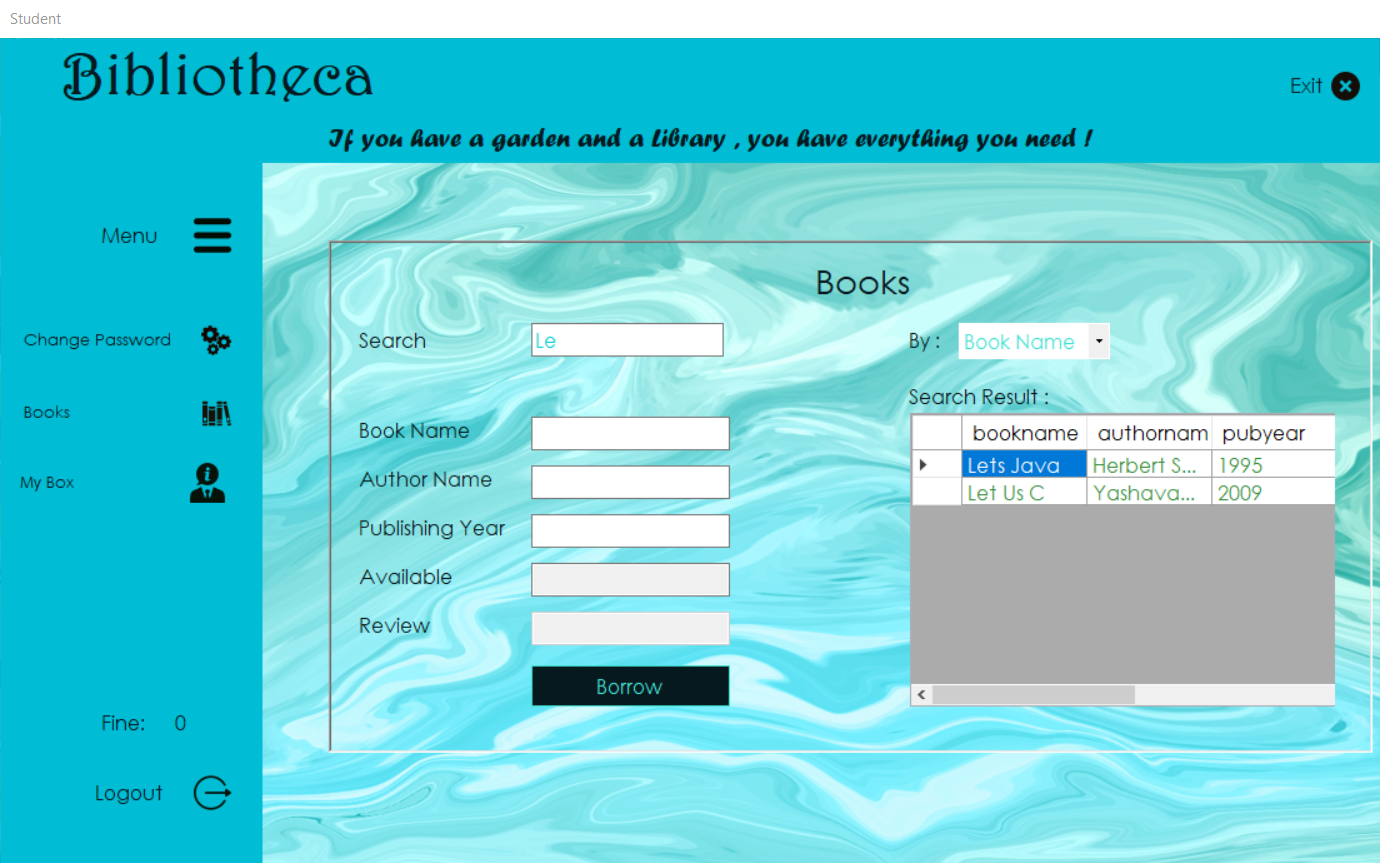 Student
Bibliotheca
Exit
If you have a garden and a Library , you have everything you need !
Menu
Change Password
Books
My Box
Fine: 0
Logout
Books
Search Le
By : Book Name
Book Name
Author Name
Publishing Year
Available
Review
Borrow
Search Result :
bookname authornam pubyear
Lets Java Herbert S... 1995
Let Us C Yashava... 2009